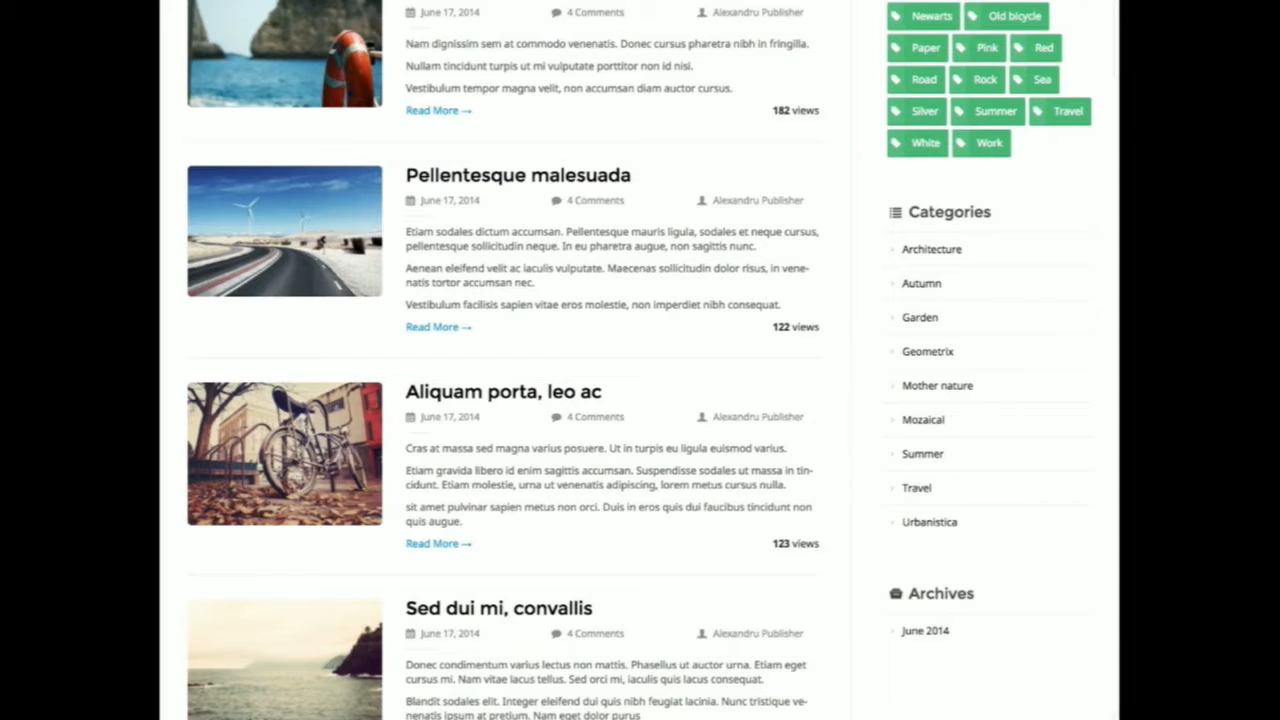 June 17, 2014 4 Comments Alexandru Publisher
Nam dignissim sem at commodo venenatis. Donec cursus pharetra nibh in fringilla.
Nullam tincidunt turpis ut mi vulputate porttitor non id nisi.
Vestibulum tempor magna velit, non accumsan diam auctor cursus.
Read More → 182 views
Pellentesque malesuada
June 17, 2014 4 Comments Alexandru Publisher
Etiam sodales dictum accumsan. Pellentesque mauris ligula, sodales et neque cursus,
pellentesque sollicitudin neque. In eu pharetra augue, non sagittis nunc.
Aenean eleifend velit ac iaculis vulputate. Maecenas sollicitudin dolor risus, in vene-
natis tortor accumsan nec.
Vestibulum facilisis sapien vitae eros molestie, non imperdiet nibh consequat.
Read More → 122 views
Aliquam porta, leo ac
June 17, 2014 4 Comments Alexandru Publisher
Cras at massa sed magna varius posuere. Ut in turpis eu ligula euismod varius.
Etiam gravida libero id enim sagittis accumsan. Suspendisse sodales ut massa in tin-
cidunt. Etiam molestie, urna ut venenatis adipiscing, lorem metus cursus nulla.
sit amet pulvinar sapien metus non orci. Duis in eros quis dui faucibus tincidunt non
quis augue.
Read More → 123 views
Sed dui mi, convallis
June 17, 2014 4 Comments Alexandru Publisher
Donec condimentum varius lectus non mattis. Phasellus ut auctor urna. Etiam eget
cursus mi. Nam vitae lacus tellus. Sed orci mi, iaculis quis lacus consequat.
Blandit sodales elit. Integer eleifend dui quis nibh feugiat lacinia. Nunc tristique ve-
nenatis ipsum at pretium. Nam eget dolor purus
Newarts Old bicycle
Paper Pink Red
Road Rock Sea
Silver Summer Travel
White Work
Categories
Architecture
Autumn
Garden
Geometrix
Mother nature
Mozaical
Summer
Travel
Urbanistica
Archives
June 2014